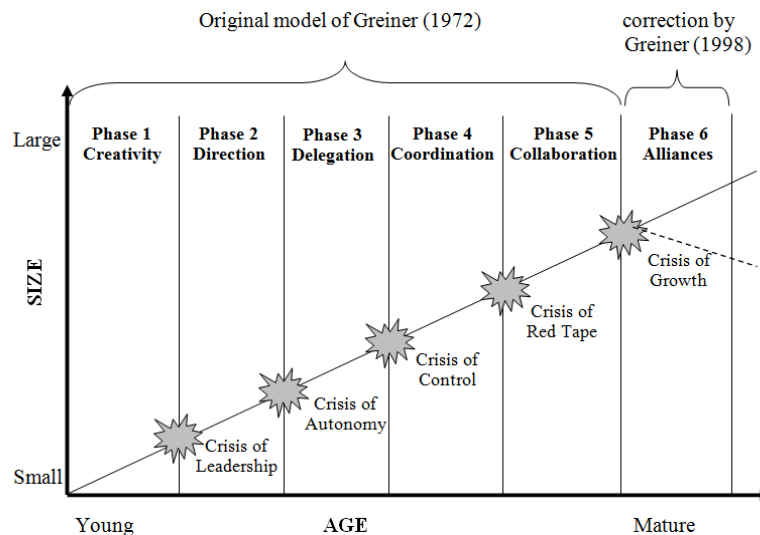 Original model of Greiner (1972)
correction by
Greiner (1998)
Large
Phase 1
Creativity
Phase 2
Direction
Phase 3
Delegation
Phase 4
Coordination
Phase 5
Collaboration
Phase 6
Alliances
SIZE
Crisis of
Growth
Crisis of
Red Tape
Crisis of
Control
Crisis of
Autonomy
Crisis of
Leadership
Small
Young
AGE
Mature